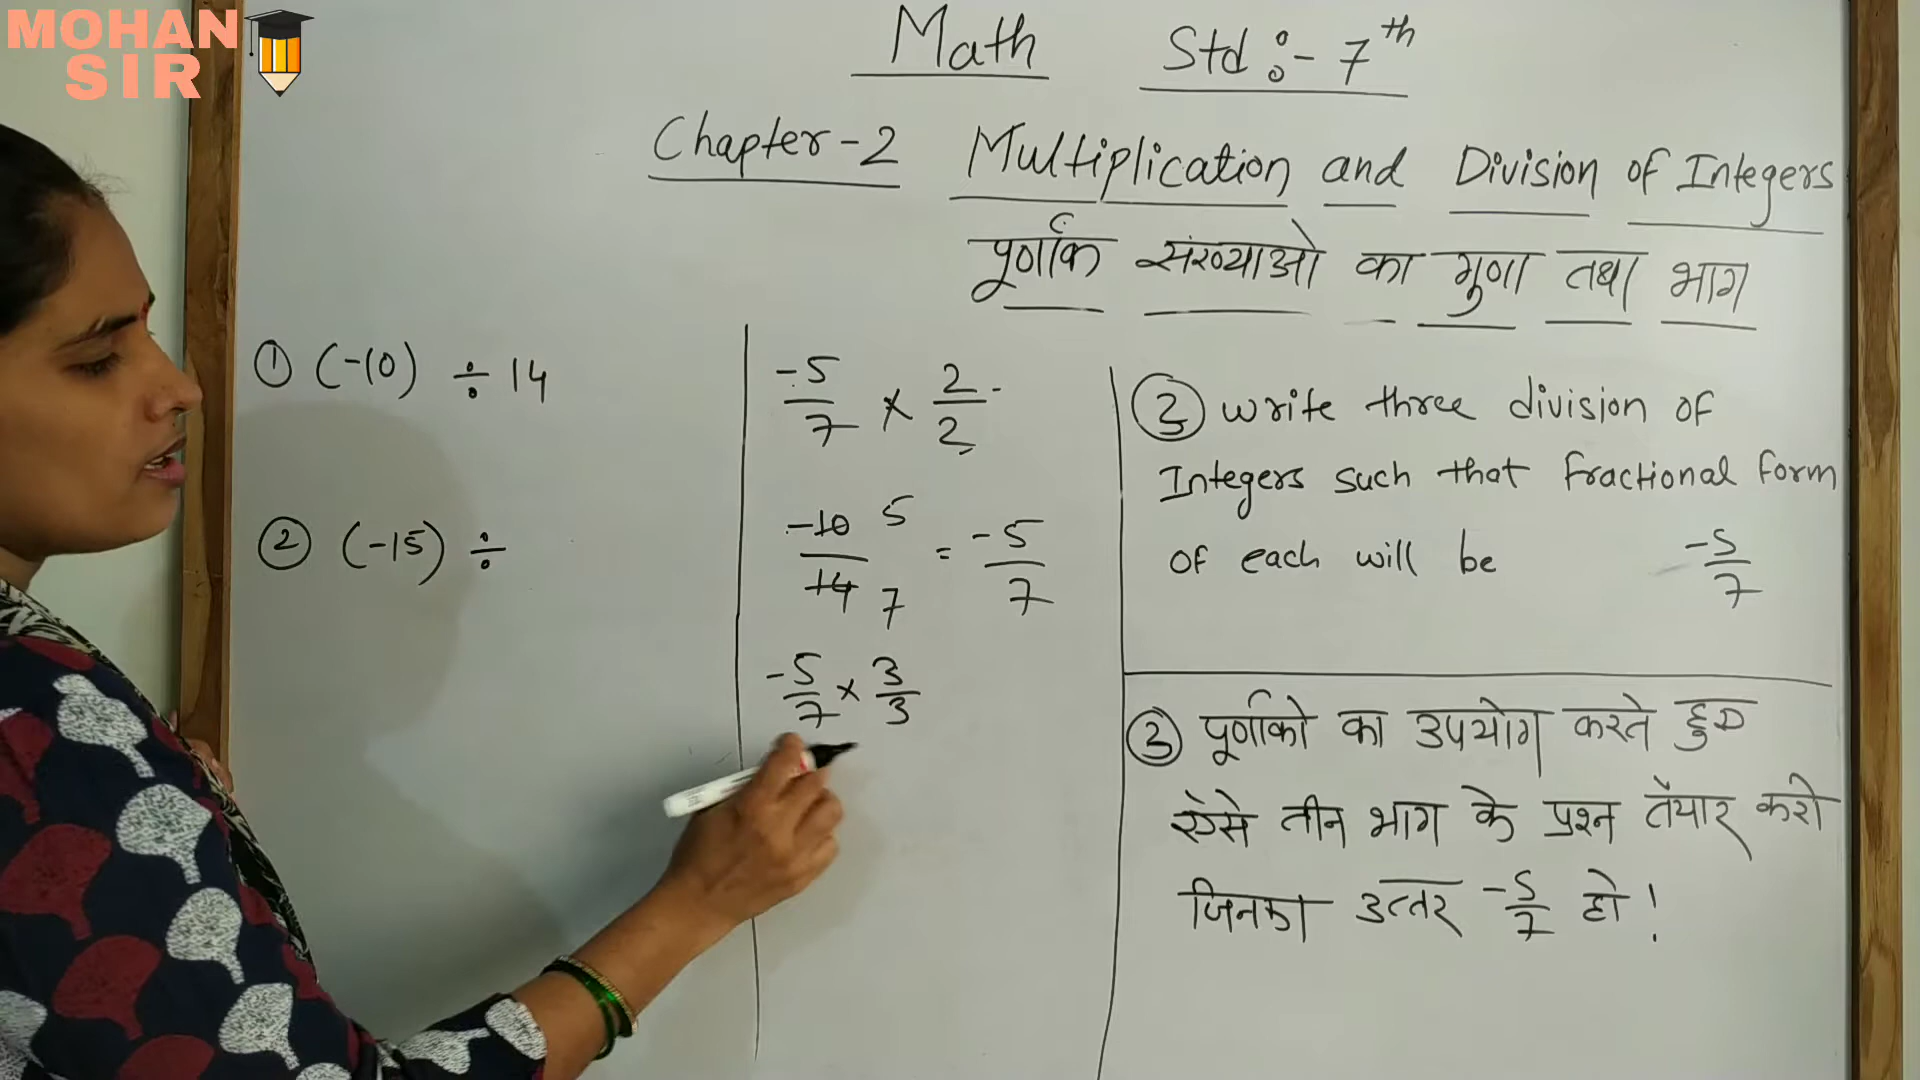 MOHAN
SIR
Math Std :- 7th
Chapter-2 Multiplication and Division of Integers
पूर्णांक संख्याओ का गुणा तथा भाग
① (-10) ÷ 14
② (-15) ÷
-5/7 × 2/2
-10/14 5/7 = -5/7
-5/7 × 3/3
③ Write three division of
Integers such that fractional form
of each will be -5/7
③ पूर्णाको का उपयोग करते हुए
ऐसे तीन भाग के प्रश्न तैयार करो
जिनका उत्तर -5/7 हो !